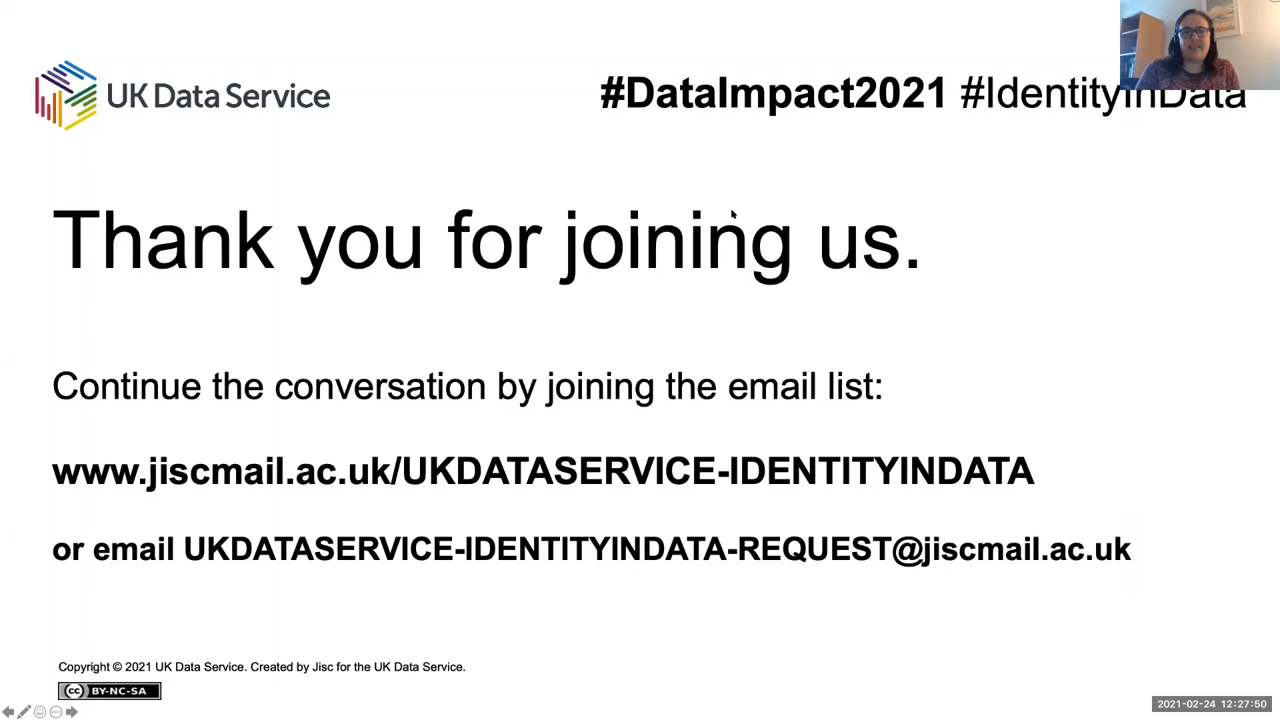 UK Data Service
#DataImpact2021 #IdentityInData
Thank you for joining us.
Continue the conversation by joining the email list:
www.jiscmail.ac.uk/UKDATASERVICE-IDENTITYINDATA
or email UKDATASERVICE-IDENTITYINDATA-REQUEST@jiscmail.ac.uk
Copyright © 2021 UK Data Service. Created by Jisc for the UK Data Service.
cc BY-NC-SA
2021-02-24 12:27:50